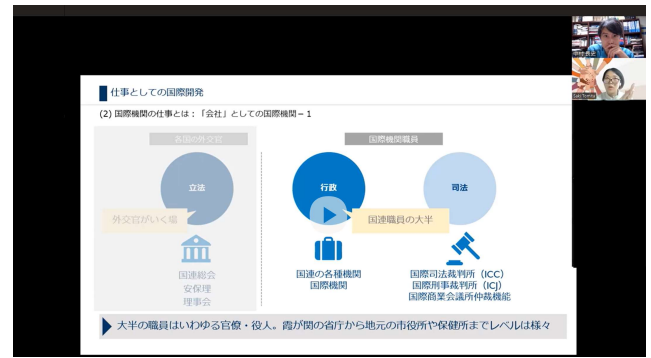 仕事としての国際開発
(2) 国際機関の仕事とは：「会社」としての国際機関 – 1
各国の外交官
国際機関職員
立法
行政
司法
外交官がいく場
国連職員の大半
国連総会
安保理
理事会
国連の各種機関
国際機関
国際司法裁判所（ICC）
国際刑事裁判所（ICJ）
国際商業会議所仲裁機能
大半の職員はいわゆる官僚・役人。霞が関の省庁から地元の市役所や保健所までレベルは様々